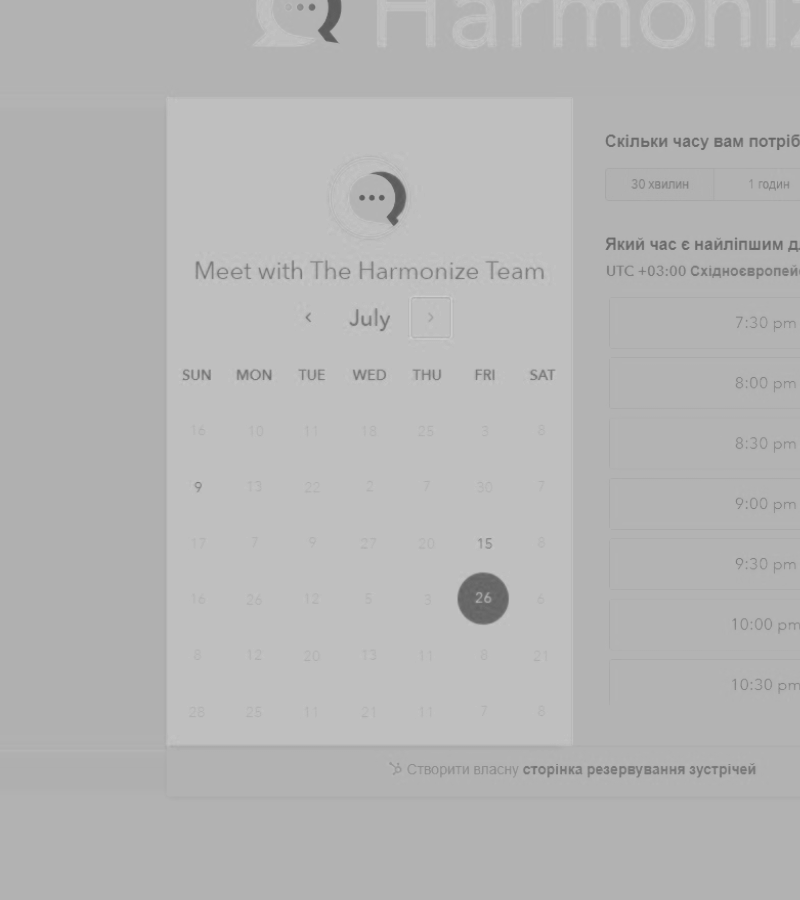 Harmoniz
Meet with The Harmonize Team
July
SUN MON TUE WED THU FRI SAT
16 10 11 18 25 3 8
9 13 22 2 7 30 7
17 7 9 27 20 15 6
16 26 12 5 3 26 6
8 12 20 13 11 8 21
28 25 11 21 11 7 8
Скільки часу вам потріб
30 хвилин 1 годин
Який час є найліпшим д
UTC +03:00 Східноєвропей
7:30 pm
8:00 pm
8:30 pm
9:00 pm
9:30 pm
10:00 pm
10:30 pm
Створити власну сторінка резервування зустрічей